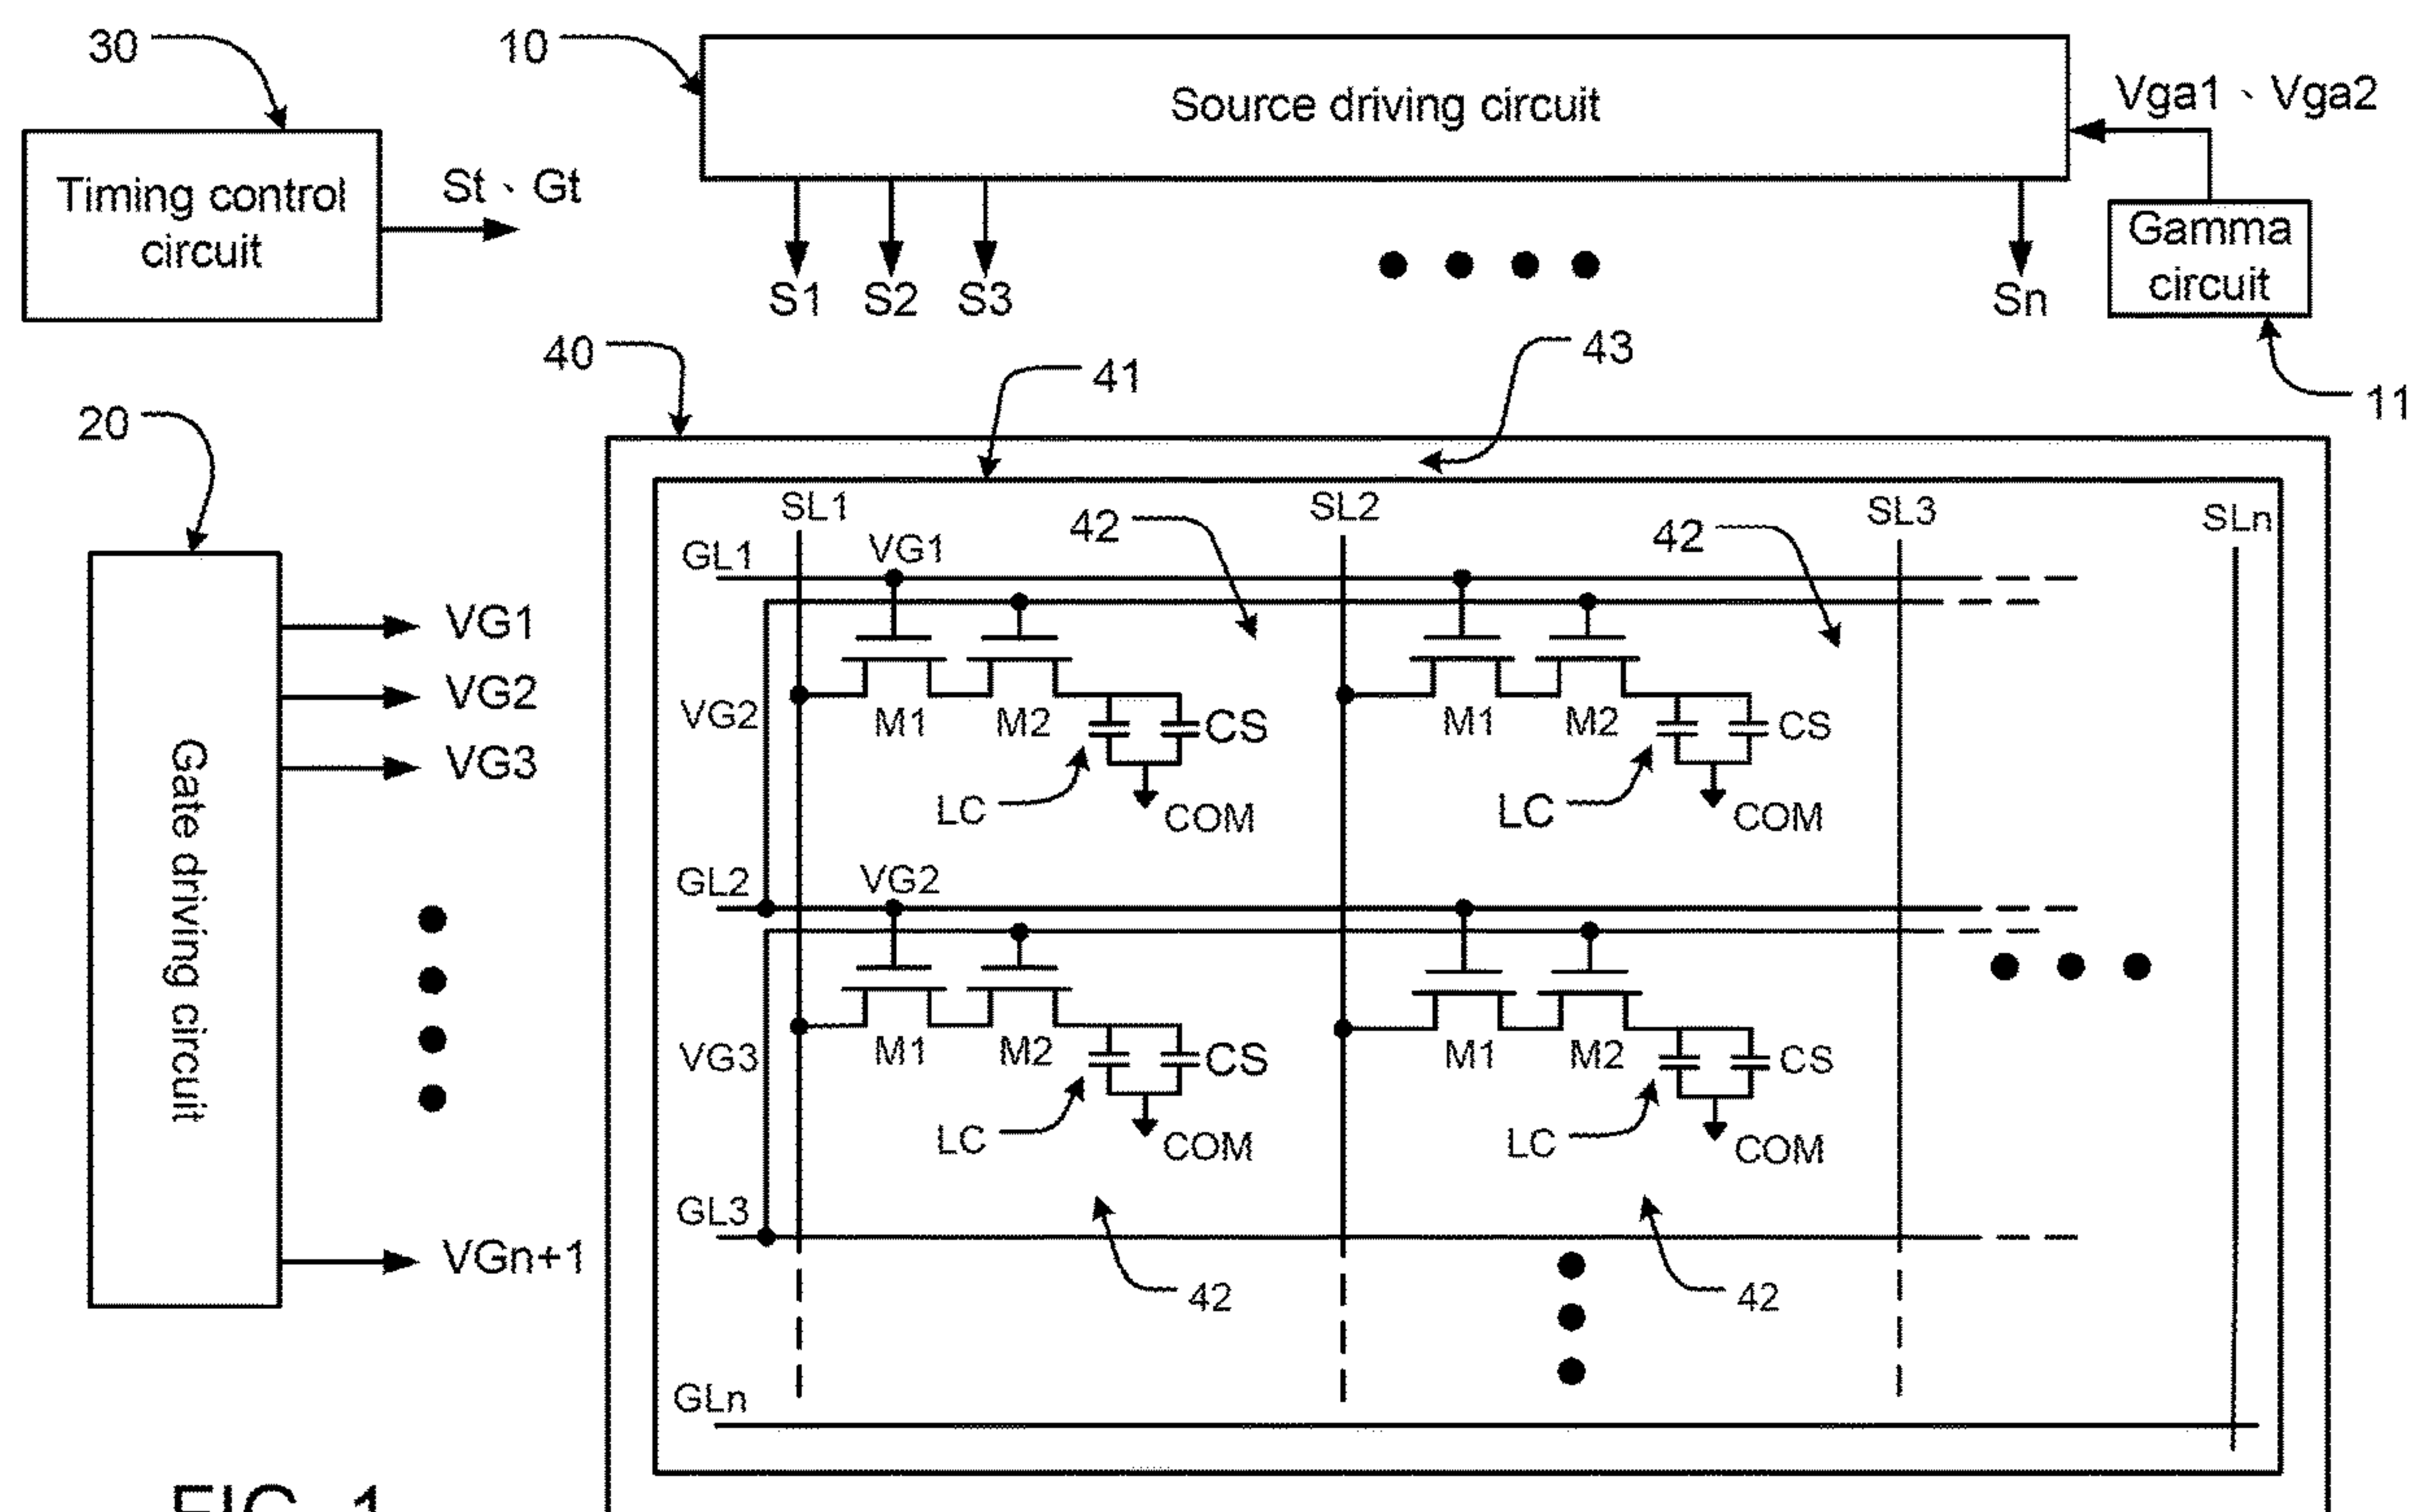 30
10
Source driving circuit
Vga1、Vga2
Timing control
circuit
St、Gt
Gamma
circuit
S1 S2 S3 Sn
40
41
43
11
20
SL1 SL2 SL3 SLn
GL1 VG1 42 42
VG1
VG2
VG3
VG2 M1 M2 CS M1 M2 CS
LC COM LC COM
Gate driving circuit
GL2 VG2
VG3 M1 M2 CS M1 M2 CS
LC COM LC COM
GL3
VGn+1
42 42
GLn
FIG. 1